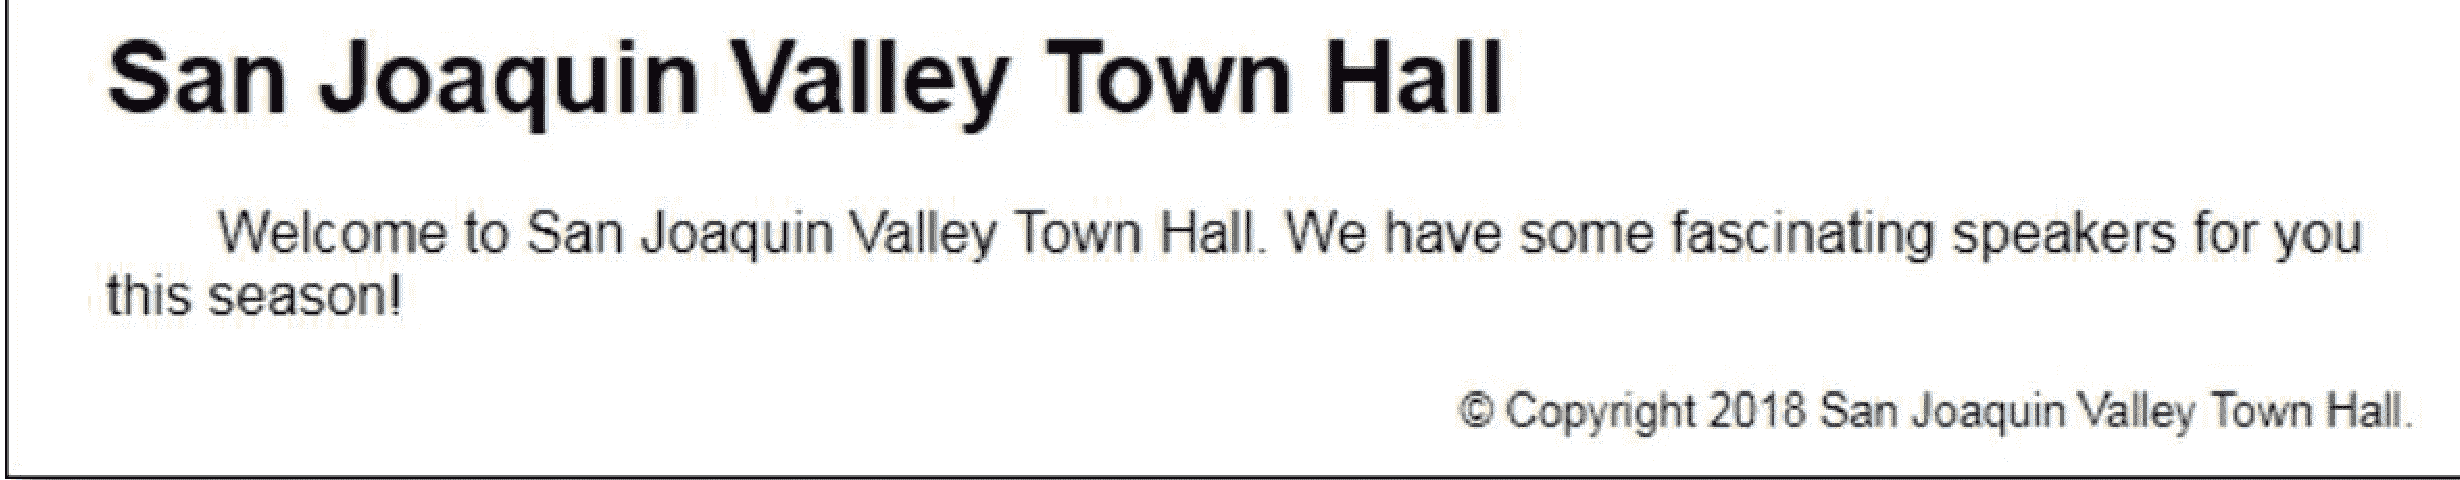 San Joaquin Valley Town Hall
Welcome to San Joaquin Valley Town Hall. We have some fascinating speakers for you
this season!
© Copyright 2018 San Joaquin Valley Town Hall.